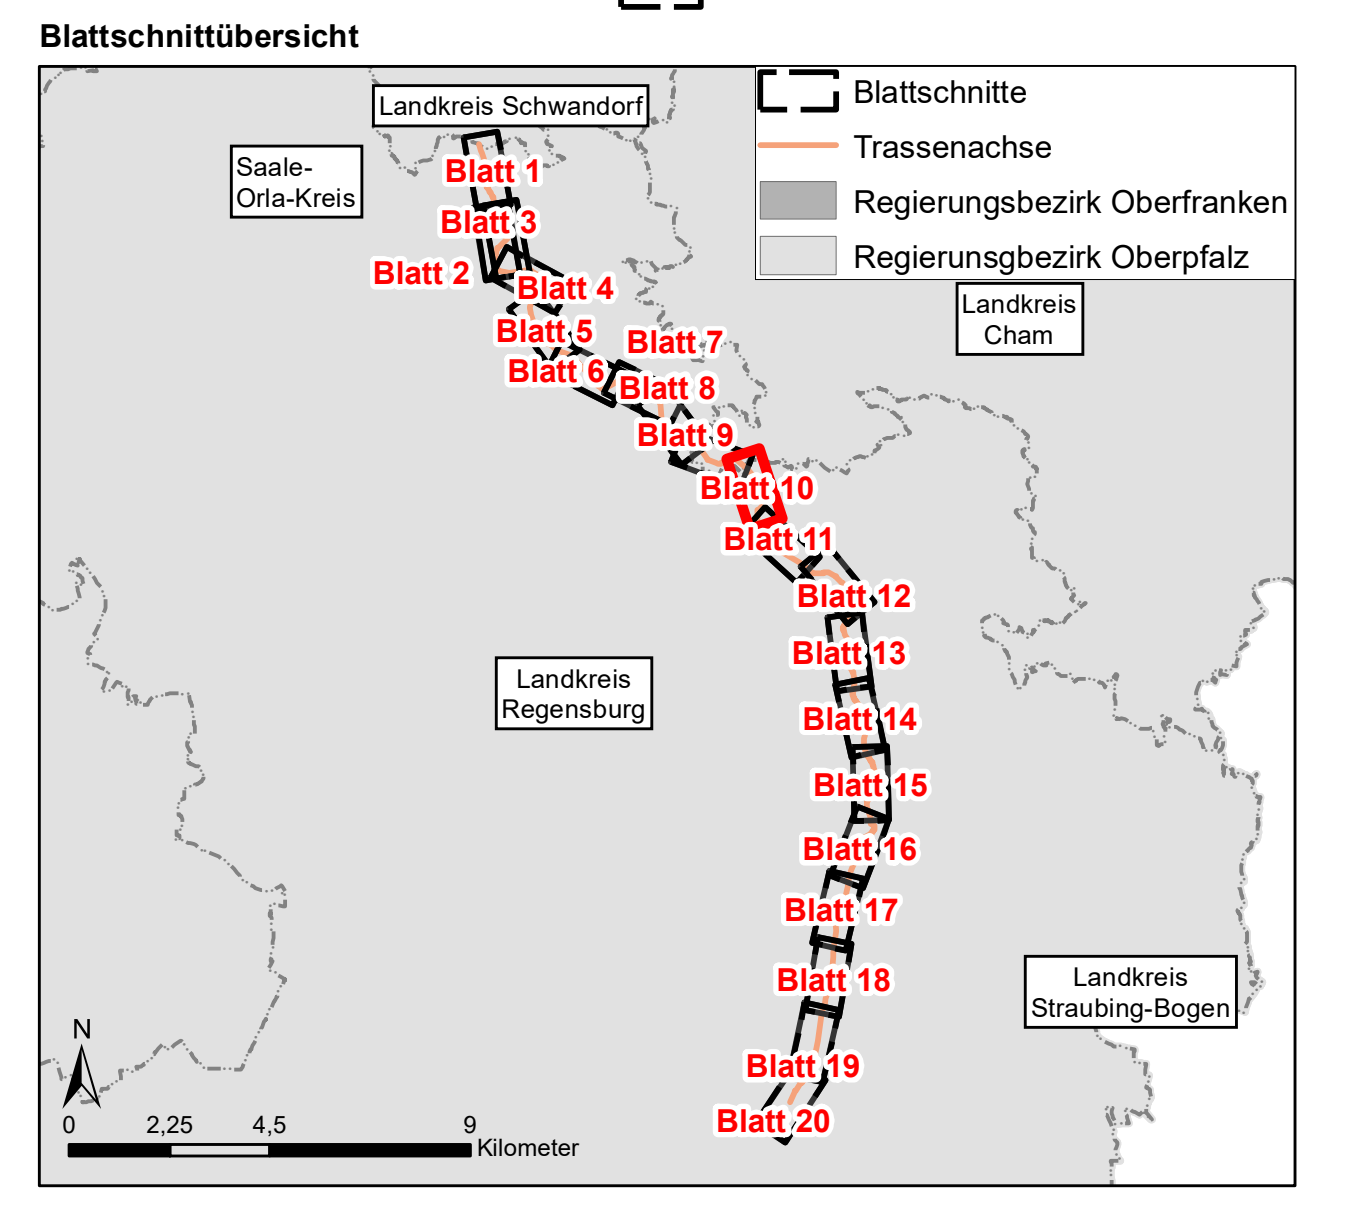 Blattschnittübersicht
Landkreis Schwandorf
Saale-
Orla-Kreis
Blattschnitte
Trassenachse
Regierungsbezirk Oberfranken
Regierunsgbezirk Oberpfalz
Landkreis
Cham
Blatt 1
Blatt 3
Blatt 2
Blatt 4
Blatt 5
Blatt 7
Blatt 6
Blatt 8
Blatt 9
Blatt 10
Blatt 11
Blatt 12
Blatt 13
Landkreis
Regensburg
Blatt 14
Blatt 15
Blatt 16
Blatt 17
Blatt 18
Landkreis
Straubing-Bogen
Blatt 19
Blatt 20
N
0 2,25 4,5 9
Kilometer